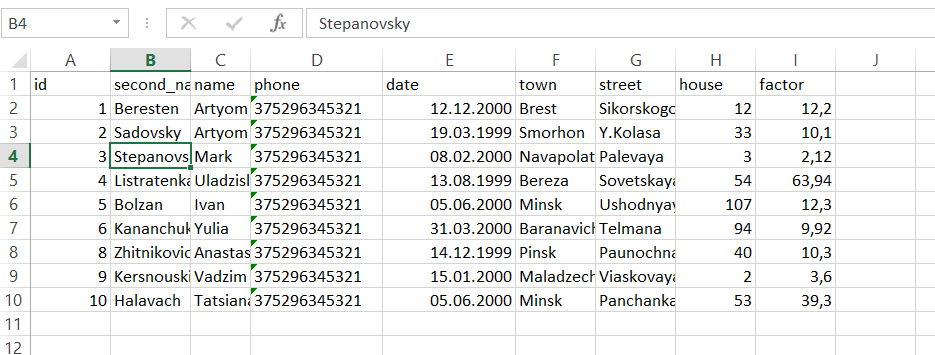 B4 fx Stepanovsky
A B C D E F G H I J
1 id second_na name phone date town street house factor
2 1 Beresten Artyom 375296345321 12.12.2000 Brest Sikorskogo 12 12,2
3 2 Sadovsky Artyom 375296345321 19.03.1999 Smorhon Y.Kolasa 33 10,1
4 3 Stepanovs Mark 375296345321 08.02.2000 Navapolat Palevaya 3 2,12
5 4 Listratenka Uladzisl 375296345321 13.08.1999 Bereza Sovetskaya 54 63,94
6 5 Bolzan Ivan 375296345321 05.06.2000 Minsk Ushodnyay 107 12,3
7 6 Kananchuk Yulia 375296345321 31.03.2000 Baranavich Telmana 94 9,92
8 8 Zhitnikovic Anastas 375296345321 14.12.1999 Pinsk Paunochna 40 10,3
9 9 Kersnouski Vadzim 375296345321 15.01.2000 Maladzech Viaskovaya 2 3,6
10 10 Halavach Tatsiana 375296345321 05.06.2000 Minsk Panchanka 53 39,3
11
12